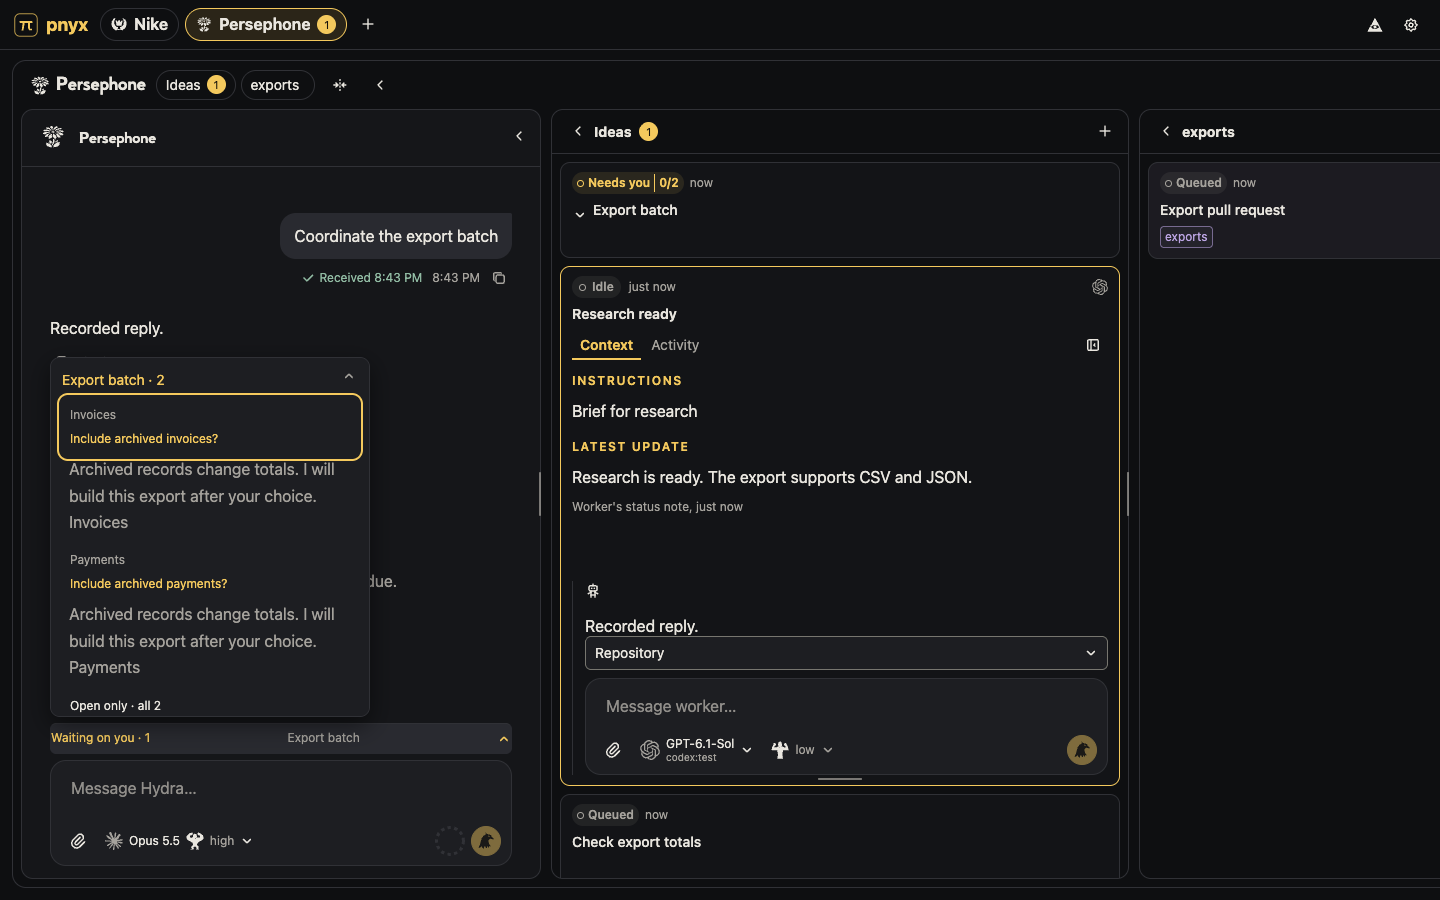 π pnyx Nike Persephone 1 +
Persephone Ideas 1 exports
Persephone
Coordinate the export batch
Received 8:43 PM 8:43 PM
Recorded reply.
Export batch · 2
Invoices
Include archived invoices?
Archived records change totals. I will
build this export after your choice.
Invoices
Payments
Include archived payments?
due.
Archived records change totals. I will
build this export after your choice.
Payments
Open only · all 2
Waiting on you · 1 Export batch
Message Hydra...
Opus 5.5 high
Ideas 1
Needs you 0/2 now
Export batch
Idle just now
Research ready
Context Activity
INSTRUCTIONS
Brief for research
LATEST UPDATE
Research is ready. The export supports CSV and JSON.
Worker's status note, just now
Recorded reply.
Repository
Message worker...
GPT-6.1-Sol
codex:test
low
Queued now
Check export totals
exports
Queued now
Export pull request
exports